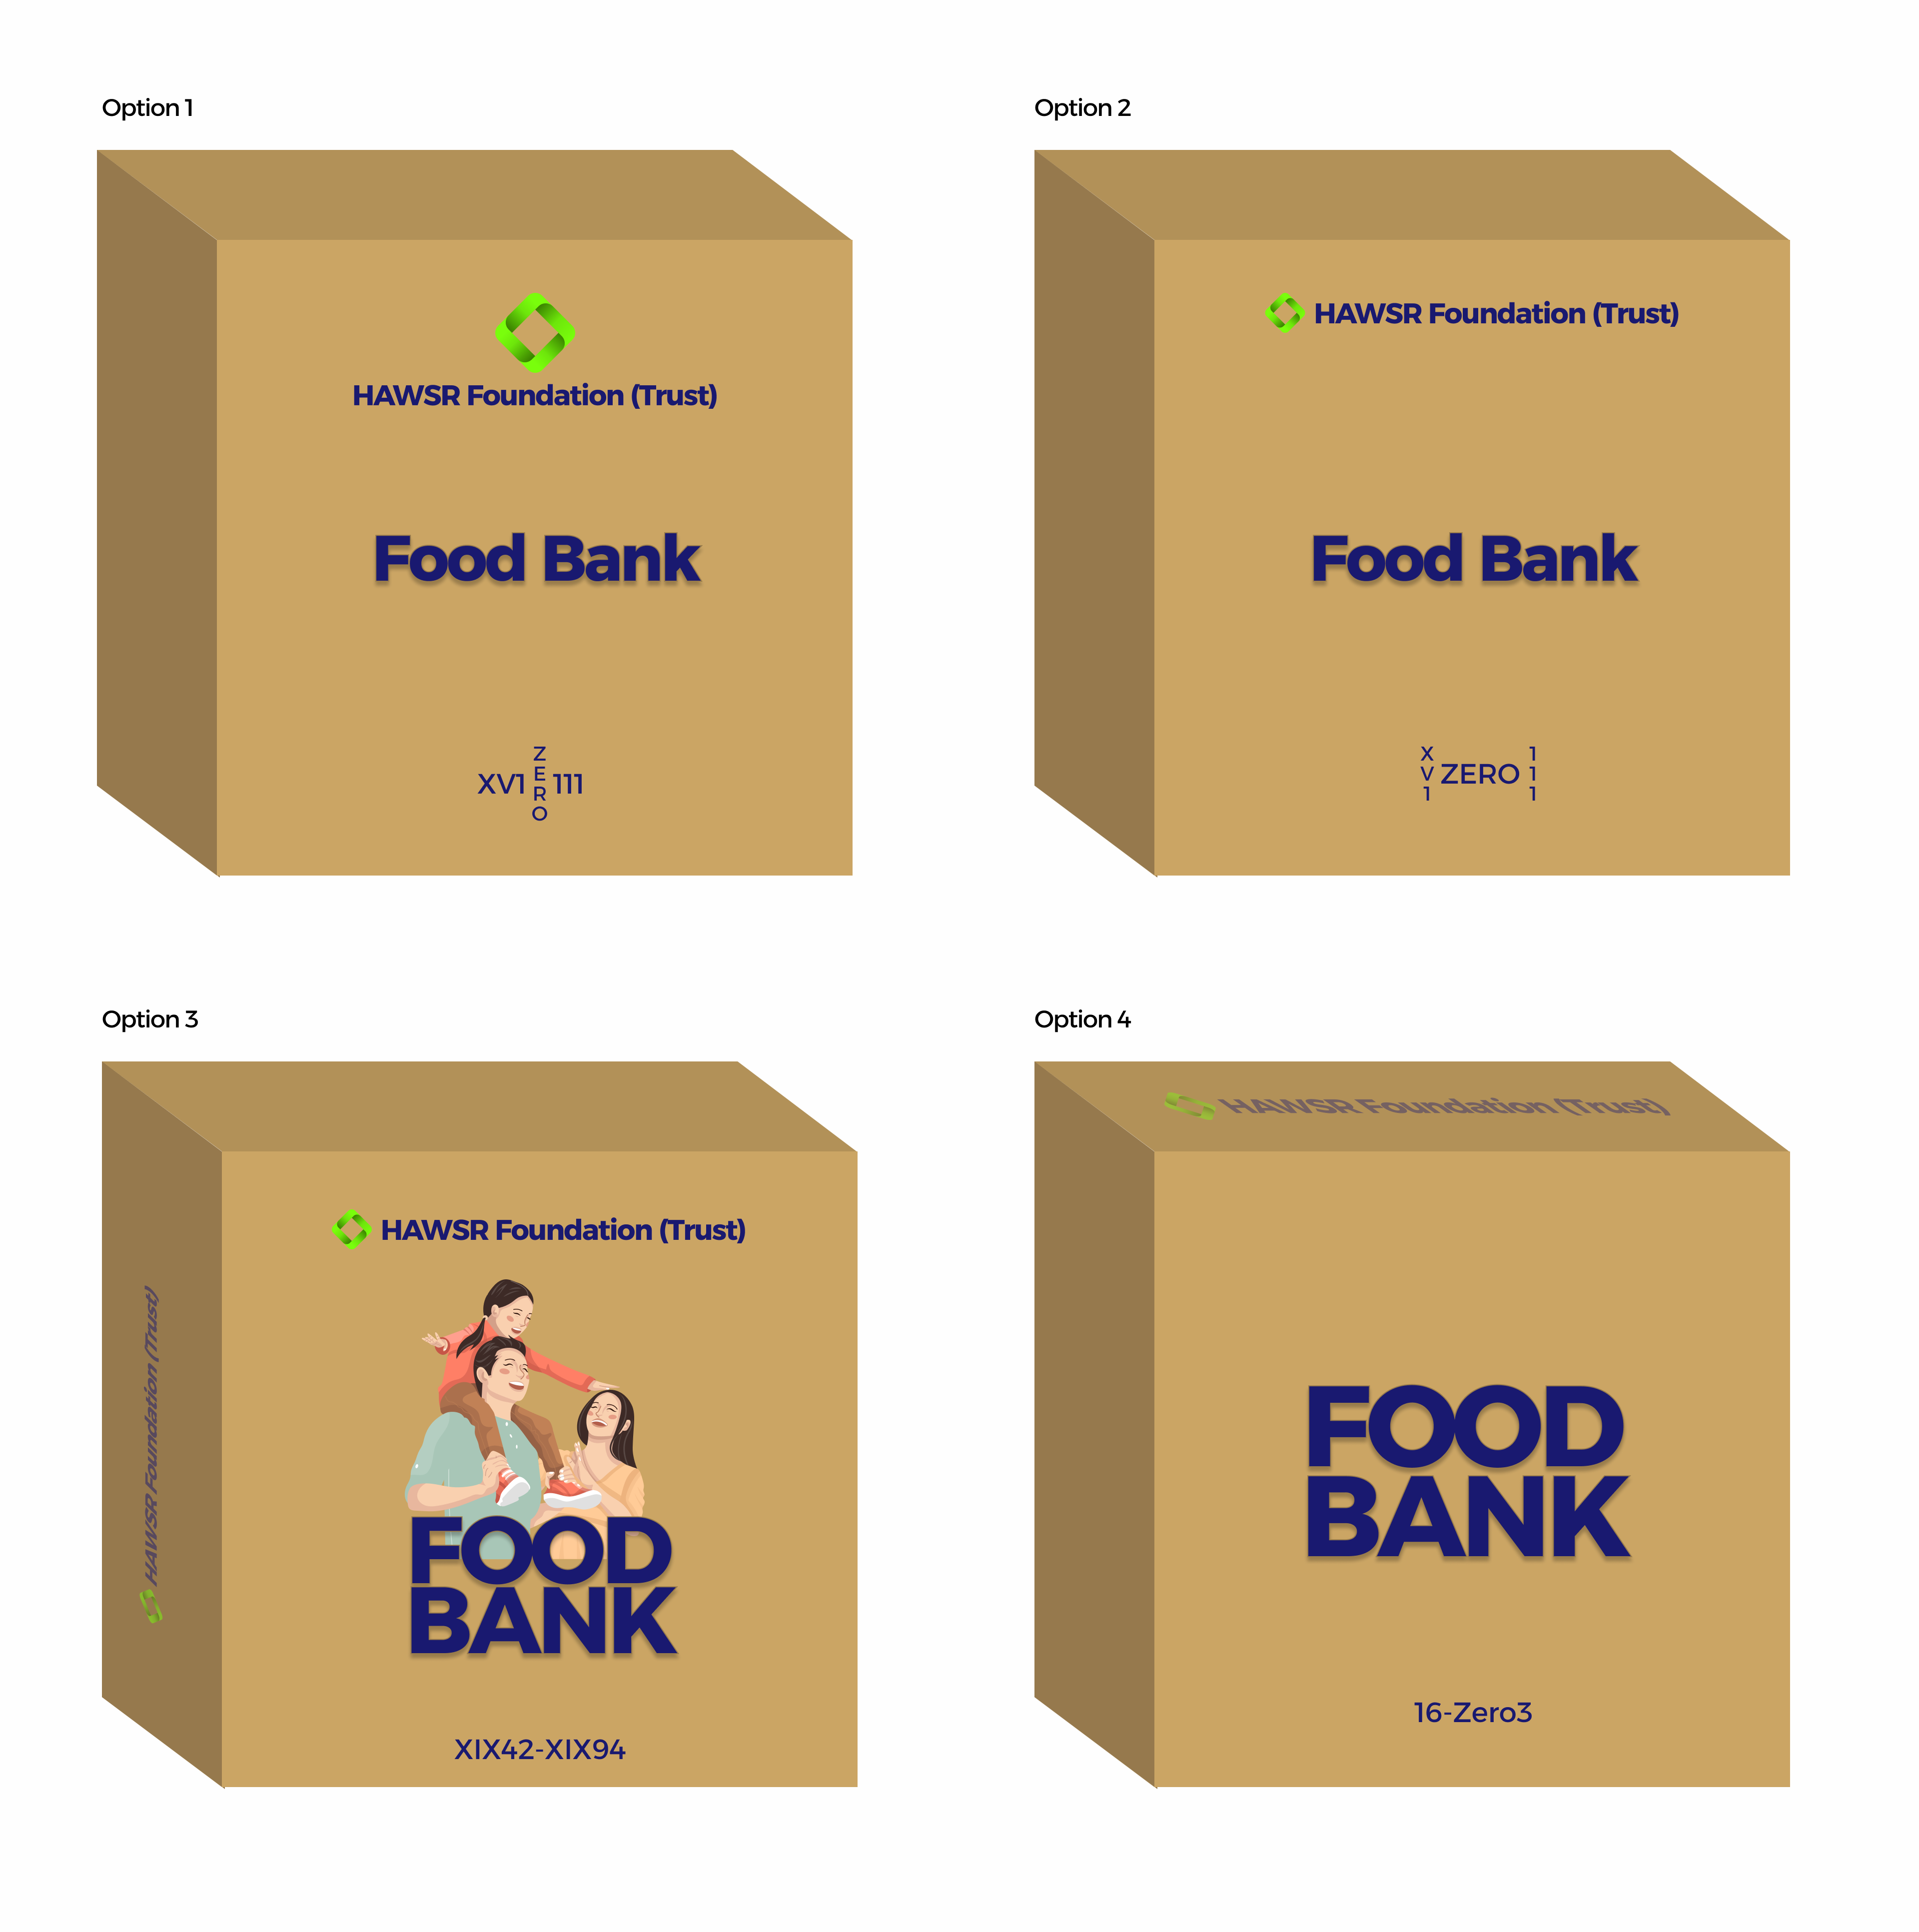 Option 1
HAWSR Foundation (Trust)
Food Bank
XV1 ZERO 111
Option 2
HAWSR Foundation (Trust)
Food Bank
XV1 ZERO 111
Option 3
HAWSR Foundation (Trust)
HAWSR Foundation (Trust)
FOOD
BANK
XIX42-XIX94
Option 4
HAWSR Foundation (Trust)
FOOD
BANK
16-Zero3